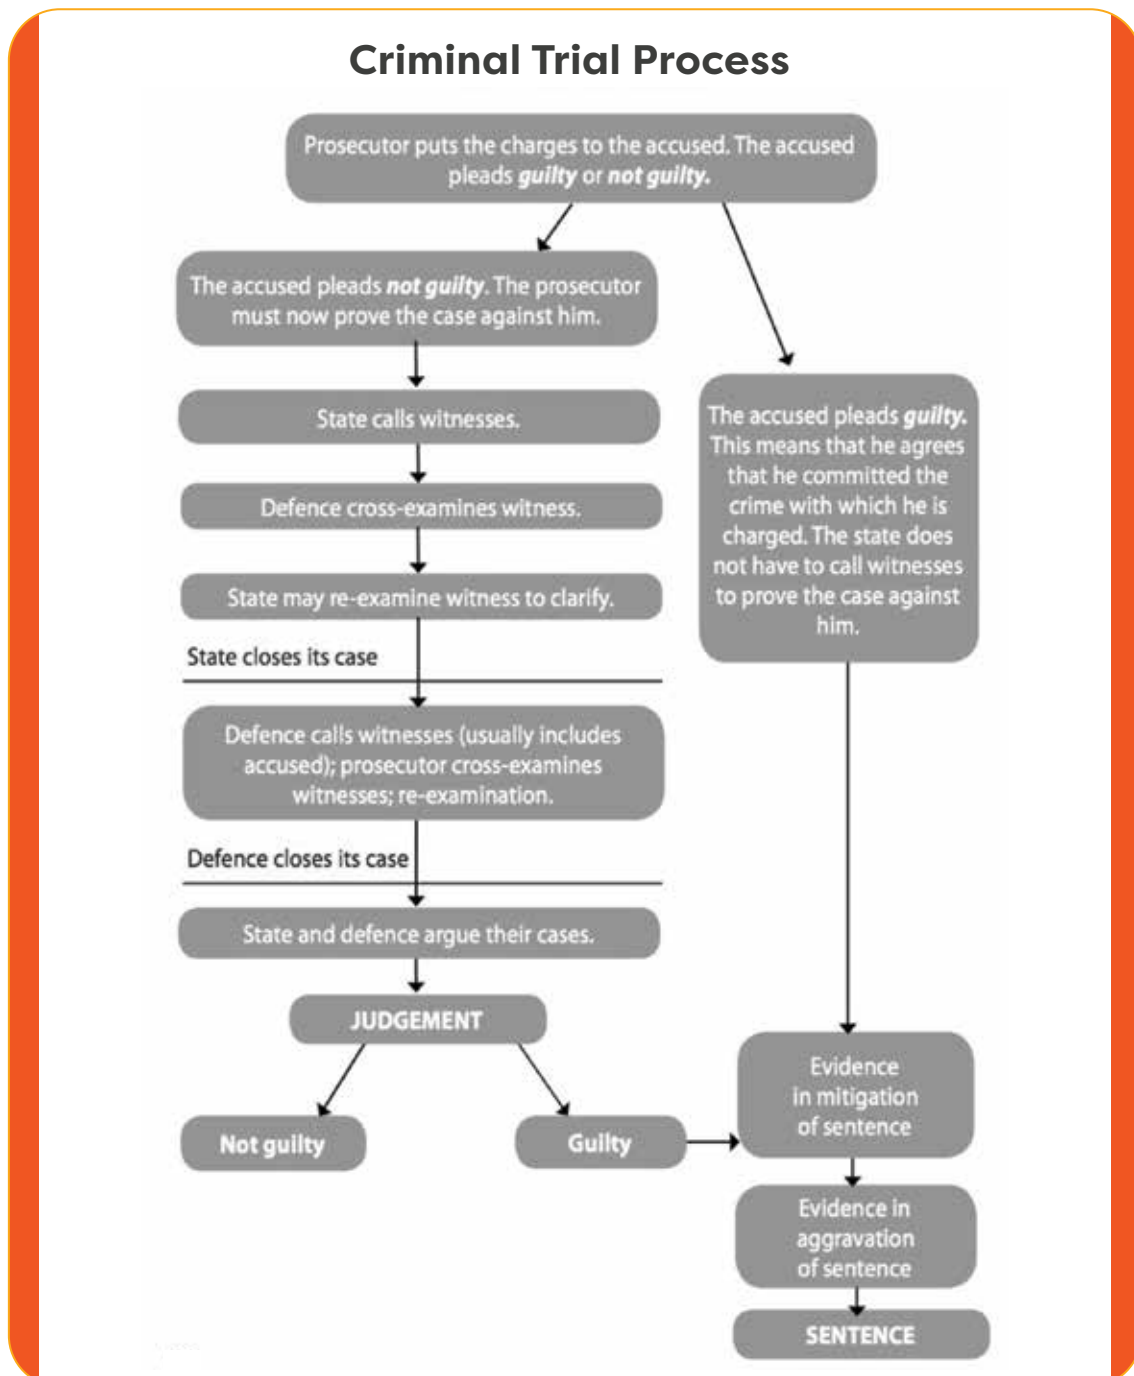 Criminal Trial Process
Prosecutor puts the charges to the accused. The accused
pleads guilty or not guilty.
The accused pleads not guilty. The prosecutor
must now prove the case against him.
State calls witnesses.
Defence cross-examines witness.
State may re-examine witness to clarify.
State closes its case
Defence calls witnesses (usually includes
accused); prosecutor cross-examines
witnesses; re-examination.
Defence closes its case
State and defence argue their cases.
JUDGEMENT
Not guilty
Guilty
The accused pleads guilty.
This means that he agrees
that he committed the
crime with which he is
charged. The state does
not have to call witnesses
to prove the case against
him.
Evidence
in mitigation
of sentence
Evidence in
aggravation
of sentence
SENTENCE